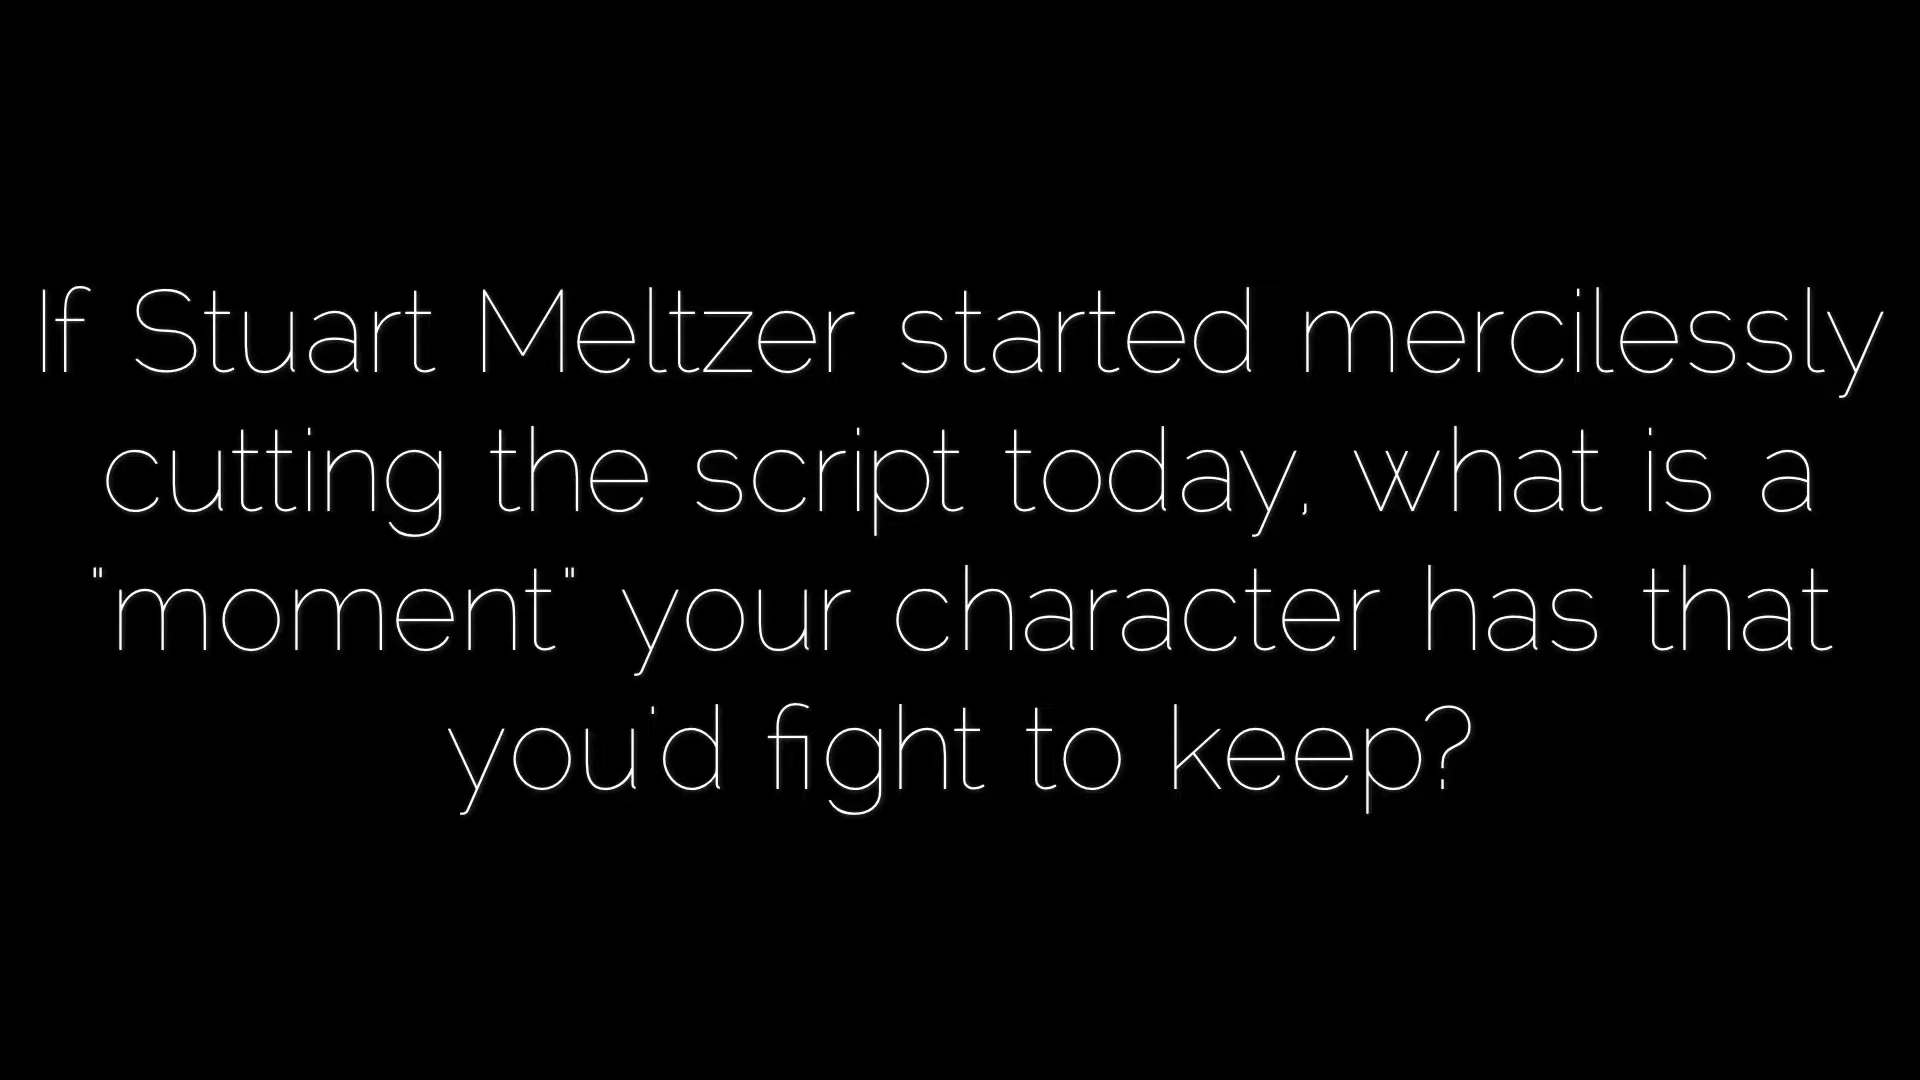 If Stuart Meltzer started mercilessly
cutting the script today, what is a
"moment" your character has that
you'd fight to keep?